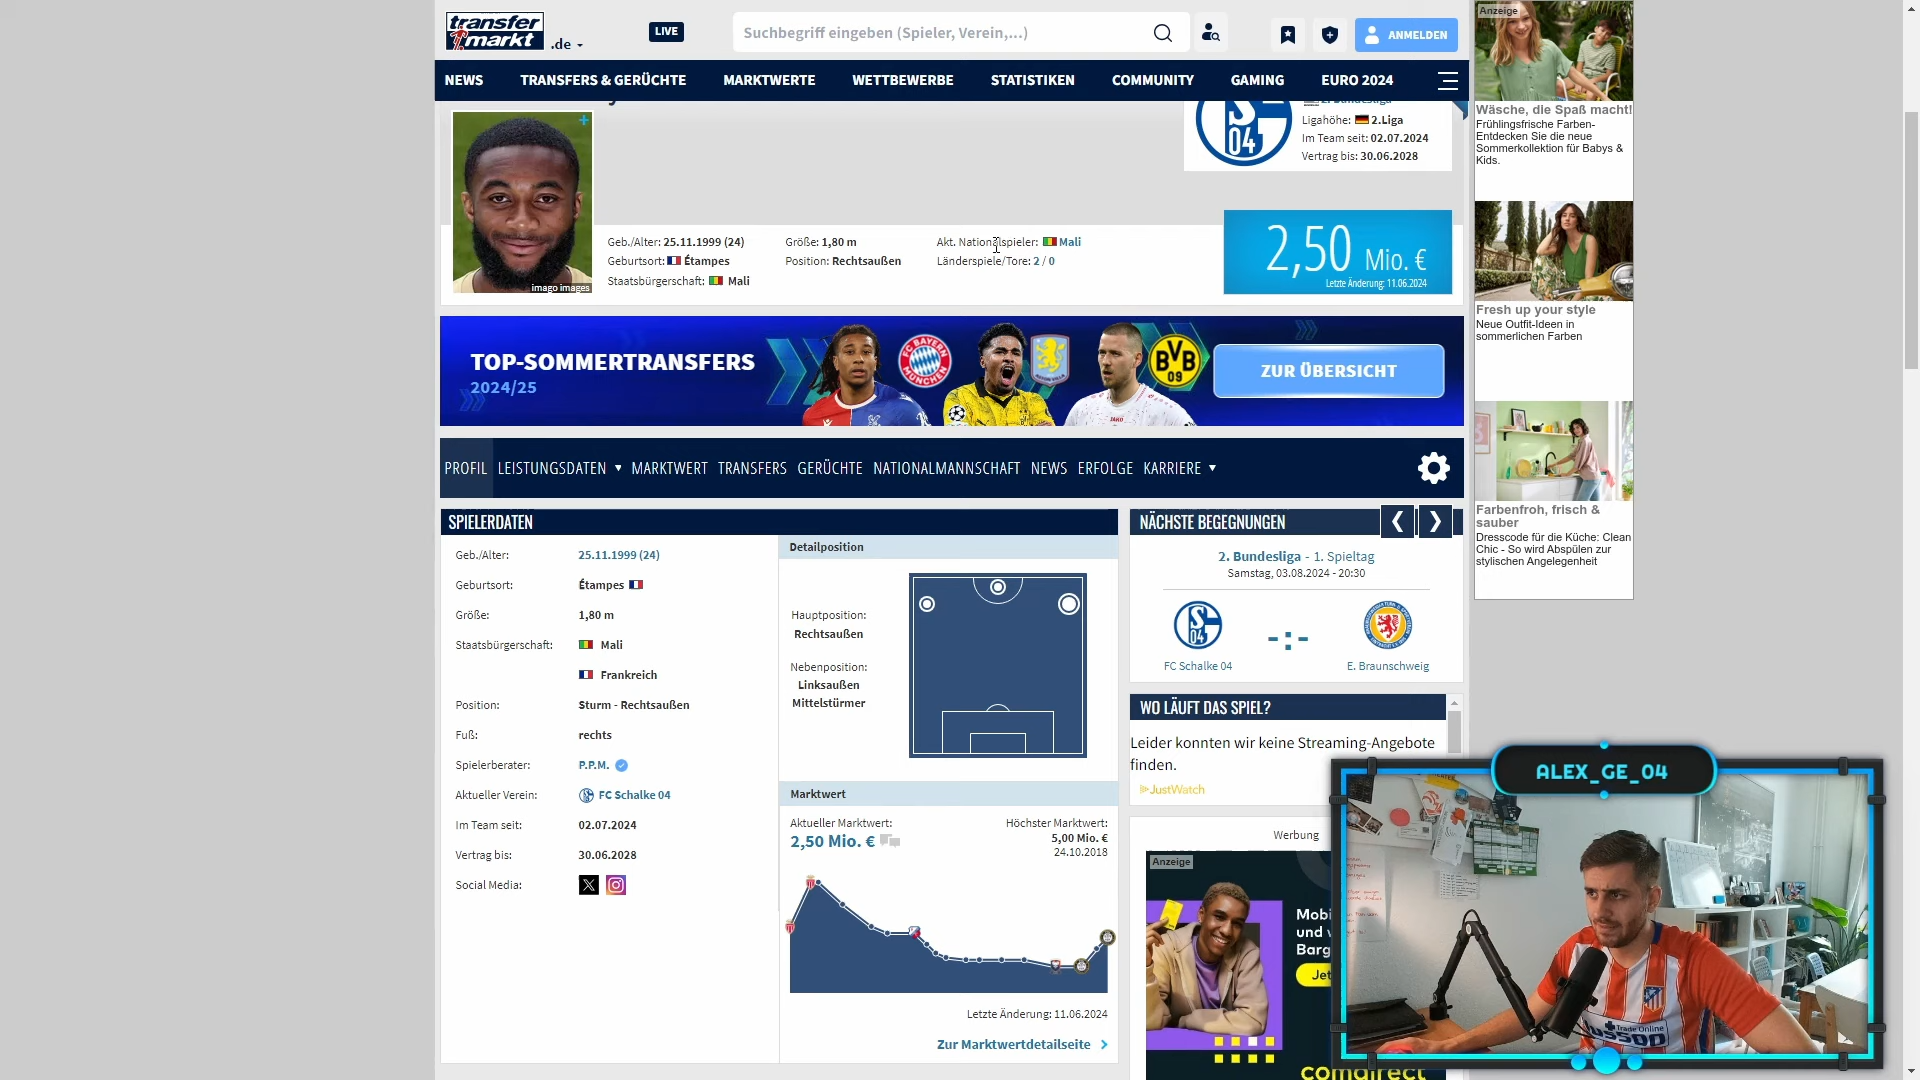 transfer
markt
.de
LIVE
Suchbegriff eingeben (Spieler, Verein,...)
ANMELDEN
NEWS TRANSFERS & GERÜCHTE MARKTWERTE WETTBEWERBE STATISTIKEN COMMUNITY GAMING EURO 2024
Ligahöhe: 2.Liga
Im Team seit: 02.07.2024
Vertrag bis: 30.06.2028
imago images
Geb./Alter: 25.11.1999 (24)
Geburtsort: Étampes
Staatsbürgerschaft: Mali
Größe: 1,80 m
Position: Rechtsaußen
Akt. Nationalspieler: Mali
Länderspiele/Tore: 2 / 0
2,50 Mio. €
Letzte Änderung: 11.06.2024
TOP-SOMMERTRANSFERS
2024/25
ZUR ÜBERSICHT
PROFIL LEISTUNGSDATEN MARKTWERT TRANSFERS GERÜCHTE NATIONALMANNSCHAFT NEWS ERFOLGE KARRIERE
SPIELERDATEN
Geb./Alter: 25.11.1999 (24)
Geburtsort: Étampes
Größe: 1,80 m
Staatsbürgerschaft: Mali
Frankreich
Position: Sturm - Rechtsaußen
Fuß: rechts
Spielerberater: P.P.M.
Aktueller Verein: FC Schalke 04
Im Team seit: 02.07.2024
Vertrag bis: 30.06.2028
Social Media:
Detailposition
Hauptposition:
Rechtsaußen
Nebenposition:
Linksaußen
Mittelstürmer
Marktwert
Aktueller Marktwert:
2,50 Mio. €
Höchster Marktwert:
5,00 Mio. €
24.10.2018
Letzte Änderung: 11.06.2024
Zur Marktwertdetailseite
NÄCHSTE BEGEGNUNGEN
2. Bundesliga - 1. Spieltag
Samstag, 03.08.2024 - 20:30
-:-
FC Schalke 04
E. Braunschweig
WO LÄUFT DAS SPIEL?
Leider konnten wir keine Streaming-Angebote
finden.
JustWatch
Werbung
Anzeige
Mobi
und
Barg
Jet
comdirect
Anzeige
Wäsche, die Spaß macht!
Frühlingsfrische Farben-
Entdecken Sie die neue
Sommerkollektion für Babys &
Kids.
Fresh up your style
Neue Outfit-Ideen in
sommerlichen Farben
Farbenfroh, frisch &
sauber
Dresscode für die Küche: Clean
Chic - So wird Abspülen zur
stylischen Angelegenheit
ALEX_GE_04
Trade Online